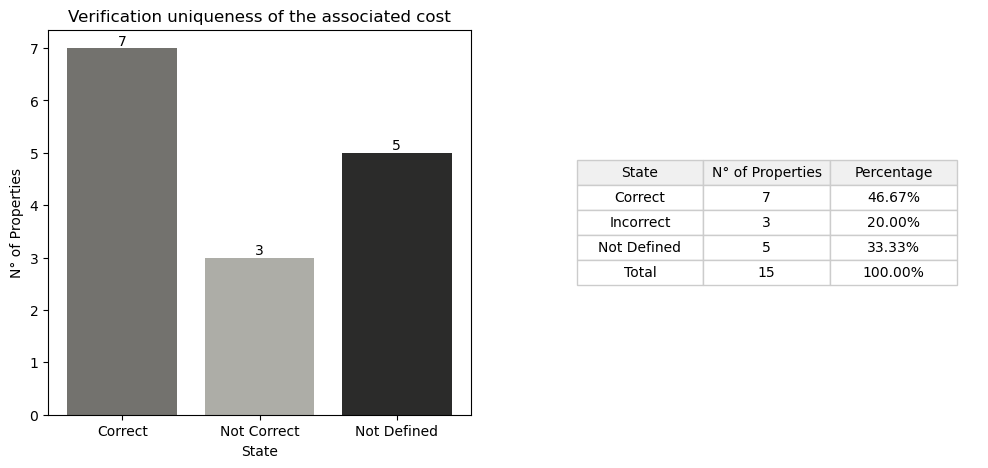 Verification uniqueness of the associated cost
N° of Properties
7
6
5
4
3
2
1
0
7
3
5
Correct Not Correct Not Defined
State
State N° of Properties Percentage
Correct 7 46.67%
Incorrect 3 20.00%
Not Defined 5 33.33%
Total 15 100.00%